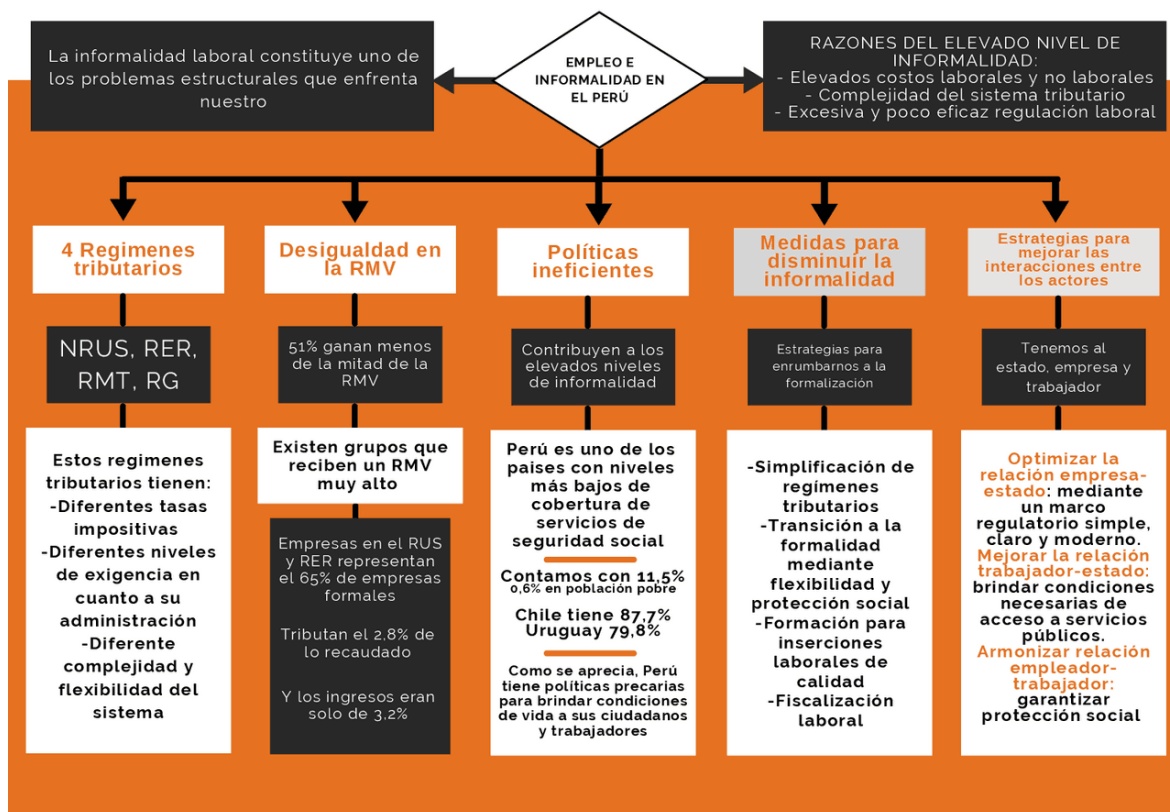 La informalidad laboral constituye uno de
los problemas estructurales que enfrenta
nuestro
EMPLEO E
INFORMALIDAD EN
EL PERÚ
RAZONES DEL ELEVADO NIVEL DE
INFORMALIDAD:
- Elevados costos laborales y no laborales
- Complejidad del sistema tributario
- Excesiva y poco eficaz regulación laboral
4 Regimenes
tributarios
NRUS, RER,
RMT, RG
Estos regimenes
tributarios tienen:
-Diferentes tasas
impositivas
-Diferentes niveles
de exigencia en
cuanto a su
administración
-Diferente
complejidad y
flexibilidad del
sistema
Desigualdad en
la RMV
51% ganan menos
de la mitad de la
RMV
Existen grupos que
reciben un RMV
muy alto
Empresas en el RUS
y RER representan
el 65% de empresas
formales
Tributan el 2,8% de
lo recaudado
Y los ingresos eran
solo de 3,2%
Políticas
ineficientes
Contribuyen a los
elevados niveles
de informalidad
Perú es uno de los
paises con niveles
más bajos de
cobertura de
servicios de
seguridad social
Contamos con 11,5%
0,6% en población pobre
Chile tiene 87,7%
Uruguay 79,8%
Como se aprecia, Perú
tiene políticas precarias
para brindar condiciones
de vida a sus ciudadanos
y trabajadores
Medidas para
disminuir la
informalidad
Estrategias para
enrumbarnos a la
formalización
-Simplificación de
regímenes
tributarios
-Transición a la
formalidad
mediante
flexibilidad y
protección social
-Formación para
inserciones
laborales de
calidad
-Fiscalización
laboral
Estrategias para
mejorar las
interacciones entre
los actores
Tenemos al
estado, empresa y
trabajador
Optimizar la
relación empresa-
estado: mediante
un marco
regulatorio simple,
claro y moderno.
Mejorar la relación
trabajador-estado:
brindar condiciones
necesarias de
acceso a servicios
públicos.
Armonizar relación
empleador-
trabajador:
garantizar
protección social